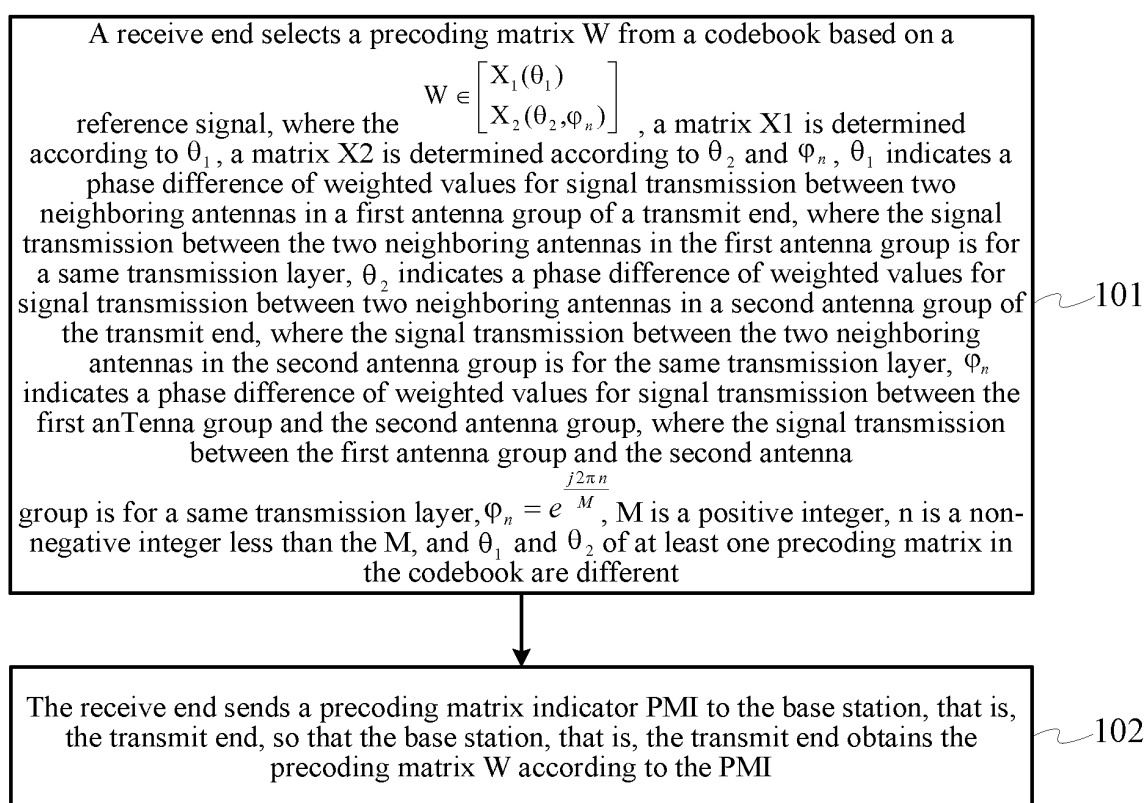 A receive end selects a precoding matrix W from a codebook based on a
reference signal, where the W ∈ [X₁(θ₁) X₂(θ₂,φₙ)] , a matrix X1 is determined
according to θ₁ , a matrix X2 is determined according to θ₂ and φₙ , θ₁ indicates a
phase difference of weighted values for signal transmission between two
neighboring antennas in a first antenna group of a transmit end, where the signal
transmission between the two neighboring antennas in the first antenna group is for
a same transmission layer, θ₂ indicates a phase difference of weighted values for
signal transmission between two neighboring antennas in a second antenna group of
the transmit end, where the signal transmission between the two neighboring
antennas in the second antenna group is for the same transmission layer, φₙ
indicates a phase difference of weighted values for signal transmission between the
first anTenna group and the second antenna group, where the signal transmission
between the first antenna group and the second antenna
group is for a same transmission layer, φₙ = e^(j2πn/M) , M is a positive integer, n is a non-
negative integer less than the M, and θ₁ and θ₂ of at least one precoding matrix in
the codebook are different
101
The receive end sends a precoding matrix indicator PMI to the base station, that is,
the transmit end, so that the base station, that is, the transmit end obtains the
precoding matrix W according to the PMI
102